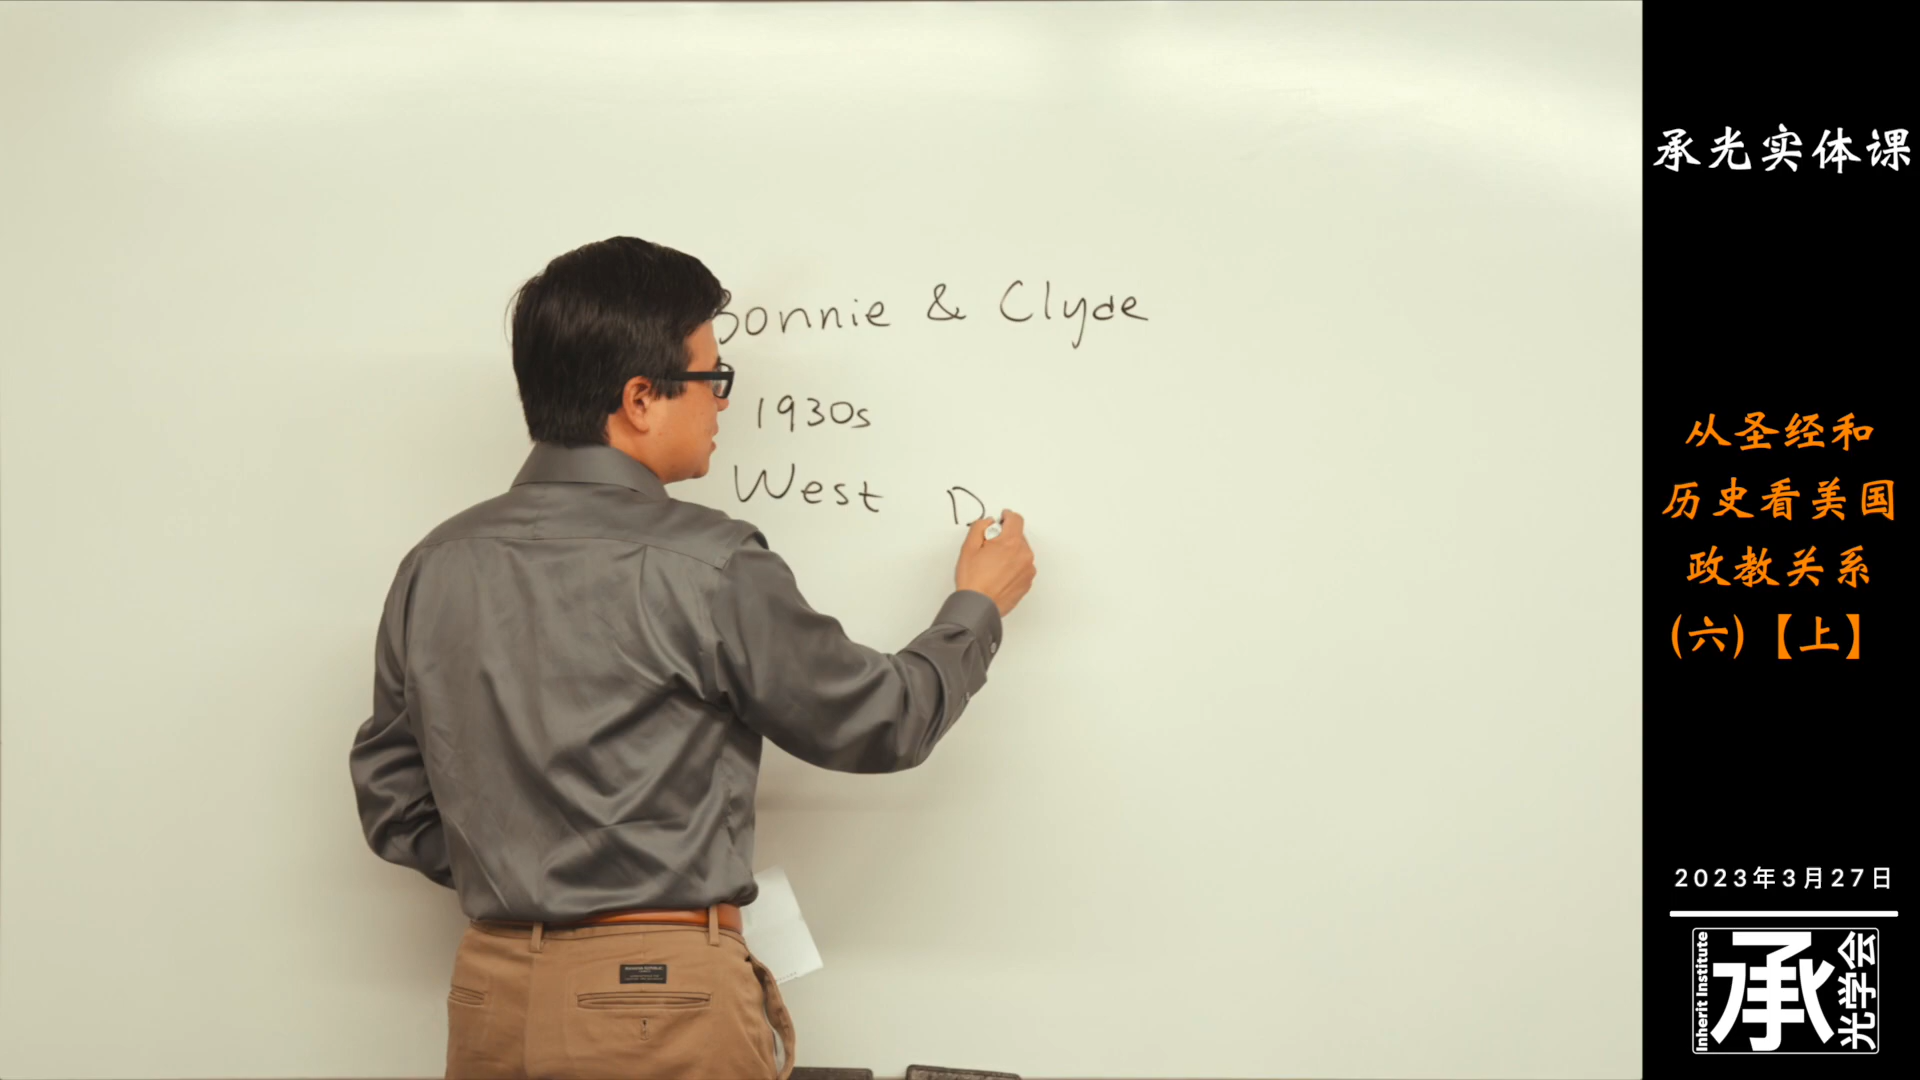 Bonnie & Clyde
1930s
West D
承光实体课
从圣经和
历史看美国
政教关系
(六)【上】
2023年3月27日
Inherit Institute
承
光学会